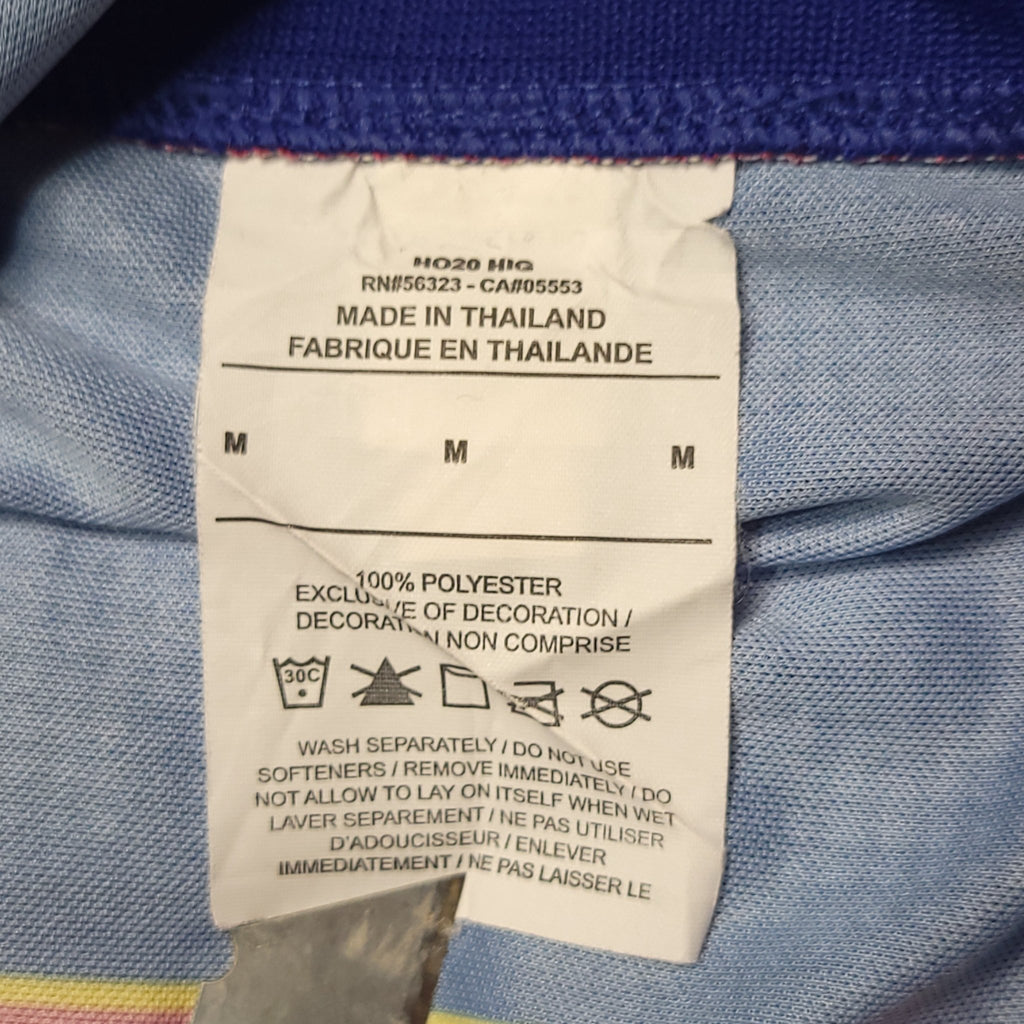 HO20 HIG
RN#56323 - CA#05553
MADE IN THAILAND
FABRIQUE EN THAILANDE
M M M
100% POLYESTER
EXCLUSIVE OF DECORATION /
DECORATION NON COMPRISE
30C
WASH SEPARATELY / DO NOT USE
SOFTENERS / REMOVE IMMEDIATELY / DO
NOT ALLOW TO LAY ON ITSELF WHEN WET
LAVER SEPAREMENT / NE PAS UTILISER
D'ADOUCISSEUR / ENLEVER
IMMEDIATEMENT / NE PAS LAISSER LE